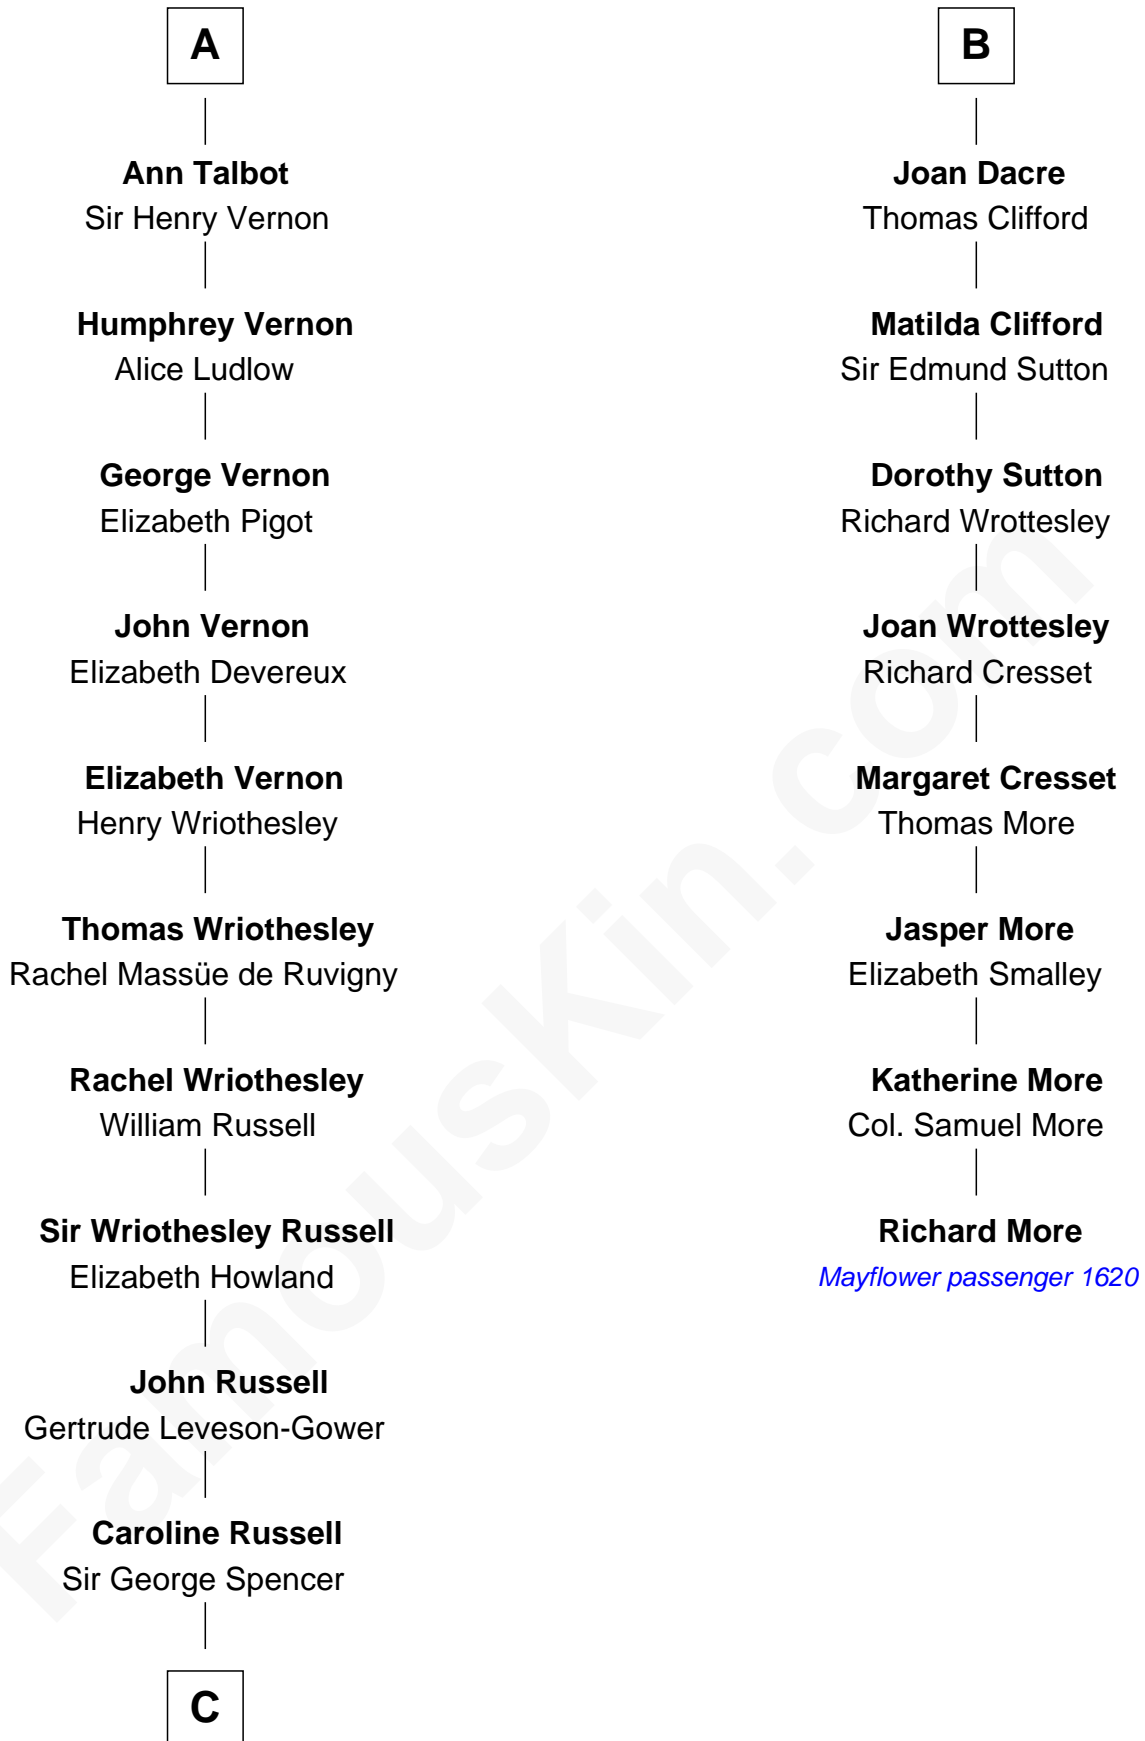 A
Ann Talbot
Sir Henry Vernon
Humphrey Vernon
Alice Ludlow
George Vernon
Elizabeth Pigot
John Vernon
Elizabeth Devereux
Elizabeth Vernon
Henry Wriothesley
Thomas Wriothesley
Rachel Massüe de Ruvigny
Rachel Wriothesley
William Russell
Sir Wriothesley Russell
Elizabeth Howland
John Russell
Gertrude Leveson-Gower
Caroline Russell
Sir George Spencer
C
B
Joan Dacre
Thomas Clifford
Matilda Clifford
Sir Edmund Sutton
Dorothy Sutton
Richard Wrottesley
Joan Wrottesley
Richard Cresset
Margaret Cresset
Thomas More
Jasper More
Elizabeth Smalley
Katherine More
Col. Samuel More
Richard More
Mayflower passenger 1620
FamousKin.com